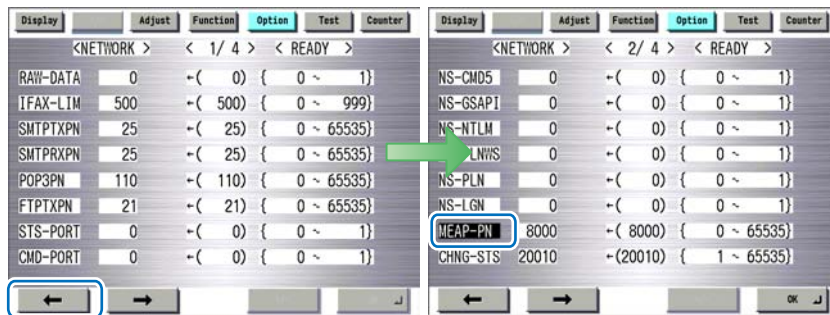 Display Adjust Function Option Test Counter
<NETWORK > < 1/ 4 > < READY >
RAW-DATA 0 ←( 0) { 0 ~ 1}
IFAX-LIM 500 ←( 500) { 0 ~ 999}
SMTPTXPN 25 ←( 25) { 0 ~ 65535}
SMTPRXPN 25 ←( 25) { 0 ~ 65535}
POP3PN 110 ←( 110) { 0 ~ 65535}
FTPTXPN 21 ←( 21) { 0 ~ 65535}
STS-PORT 0 ←( 0) { 0 ~ 1}
CMD-PORT 0 ←( 0) { 0 ~ 1}
← →
Display Adjust Function Option Test Counter
<NETWORK > < 2/ 4 > < READY >
NS-CMD5 0 ←( 0) { 0 ~ 1}
NS-GSAPI 0 ←( 0) { 0 ~ 1}
NS-NTLM 0 ←( 0) { 0 ~ 1}
LNWS 0 ←( 0) { 0 ~ 1}
NS-PLN 0 ←( 0) { 0 ~ 1}
NS-LGN 0 ←( 0) { 0 ~ 1}
MEAP-PN 8000 ←( 8000) { 0 ~ 65535}
CHNG-STS 20010 ←(20010) { 1 ~ 65535}
← → OK ┘